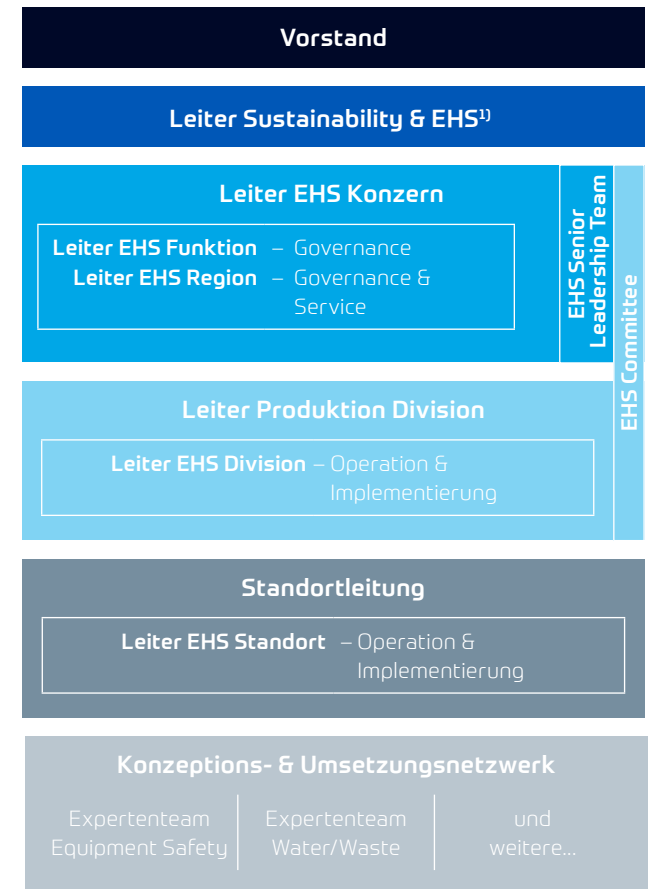 Vorstand
Leiter Sustainability & EHS¹⁾
Leiter EHS Konzern
Leiter EHS Funktion – Governance
Leiter EHS Region – Governance &
Service
EHS Senior
Leadership Team
EHS Committee
Leiter Produktion Division
Leiter EHS Division – Operation &
Implementierung
Standortleitung
Leiter EHS Standort – Operation &
Implementierung
Konzeptions- & Umsetzungsnetzwerk
Expertenteam
Equipment Safety
Expertenteam
Water/Waste
und
weitere...